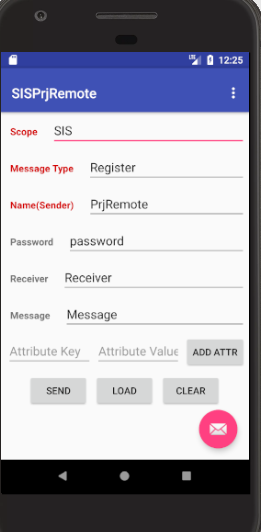 LTE 12:25
SISPrjRemote
Scope SIS
Message Type Register
Name(Sender) PrjRemote
Password password
Receiver Receiver
Message Message
Attribute Key Attribute Value ADD ATTR
SEND LOAD CLEAR